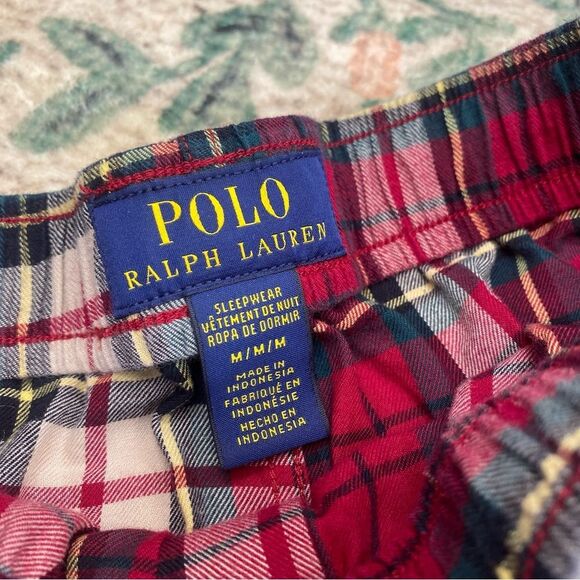 POLO
RALPH LAUREN
SLEEPWEAR
VÊTEMENT DE NUIT
ROPA DE DORMIR
M/M/M
MADE IN
INDONESIA
FABRIQUÉ EN
INDONÉSIE
HECHO EN
INDONESIA